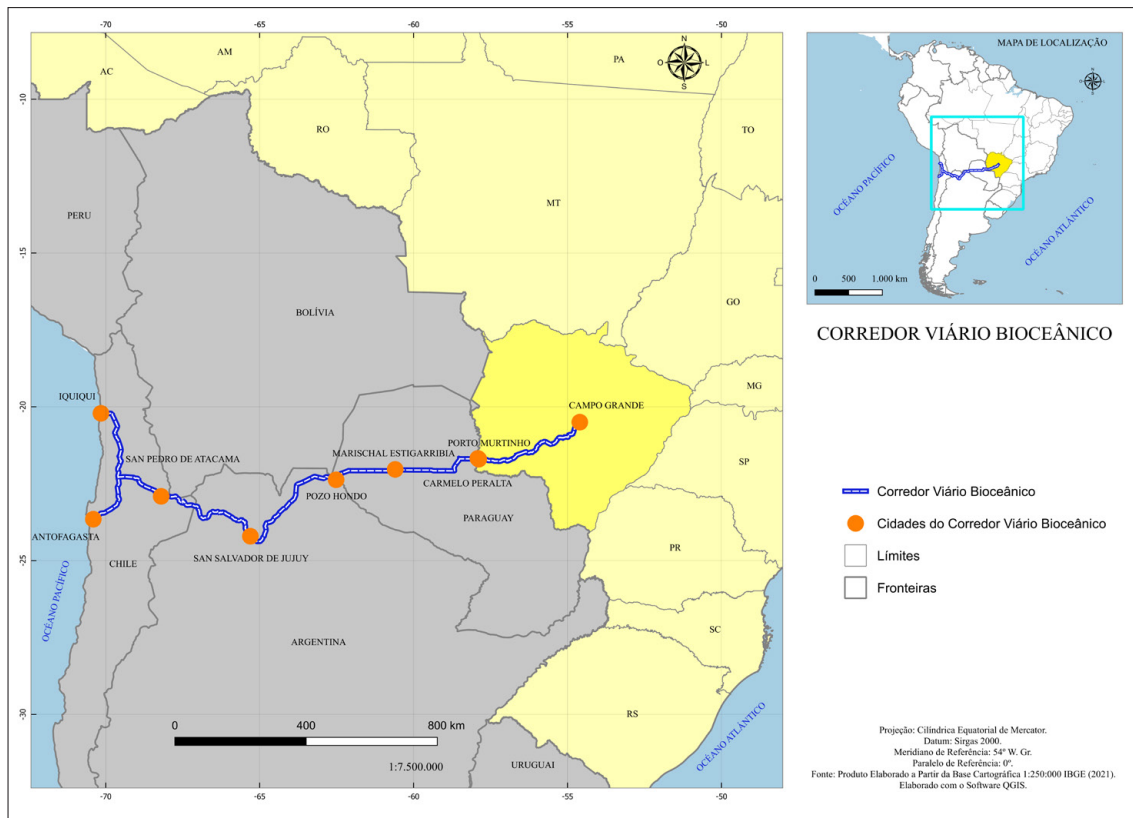 -70
-65
-60
-55
-50
AM
AC
N
O
L
S
PA
-10
RO
TO
MT
PERU
-15
BOLÍVIA
GO
MG
-20
IQUIQUI
CAMPO GRANDE
PORTO MURTINHO
MARISCHAL ESTIGARRIBIA
SAN PEDRO DE ATACAMA
SP
CARMELO PERALTA
POZO HONDO
PARAGUAY
ANTOFAGASTA
SAN SALVADOR DE JUJUY
CHILE
PR
-25
OCÉANO PACÍFICO
ARGENTINA
SC
-30
RS
0 400 800 km
1:7.500.000
URUGUAI
OCÉANO ATLÁNTICO
-70
-65
-60
-55
-50
MAPA DE LOCALIZAÇÃO
OCÉANO PACÍFICO
OCÉANO ATLÁNTICO
0 500 1.000 km
CORREDOR VIÁRIO BIOCEÂNICO
Corredor Viário Bioceânico
Cidades do Corredor Viário Bioceânico
Límites
Fronteiras
Projeção: Cilíndrica Equatorial de Mercator.
Datum: Sirgas 2000.
Meridiano de Referência: 54º W. Gr.
Paralelo de Referência: 0º.
Fonte: Produto Elaborado a Partir da Base Cartográfica 1:250:000 IBGE (2021).
Elaborado com o Software QGIS.